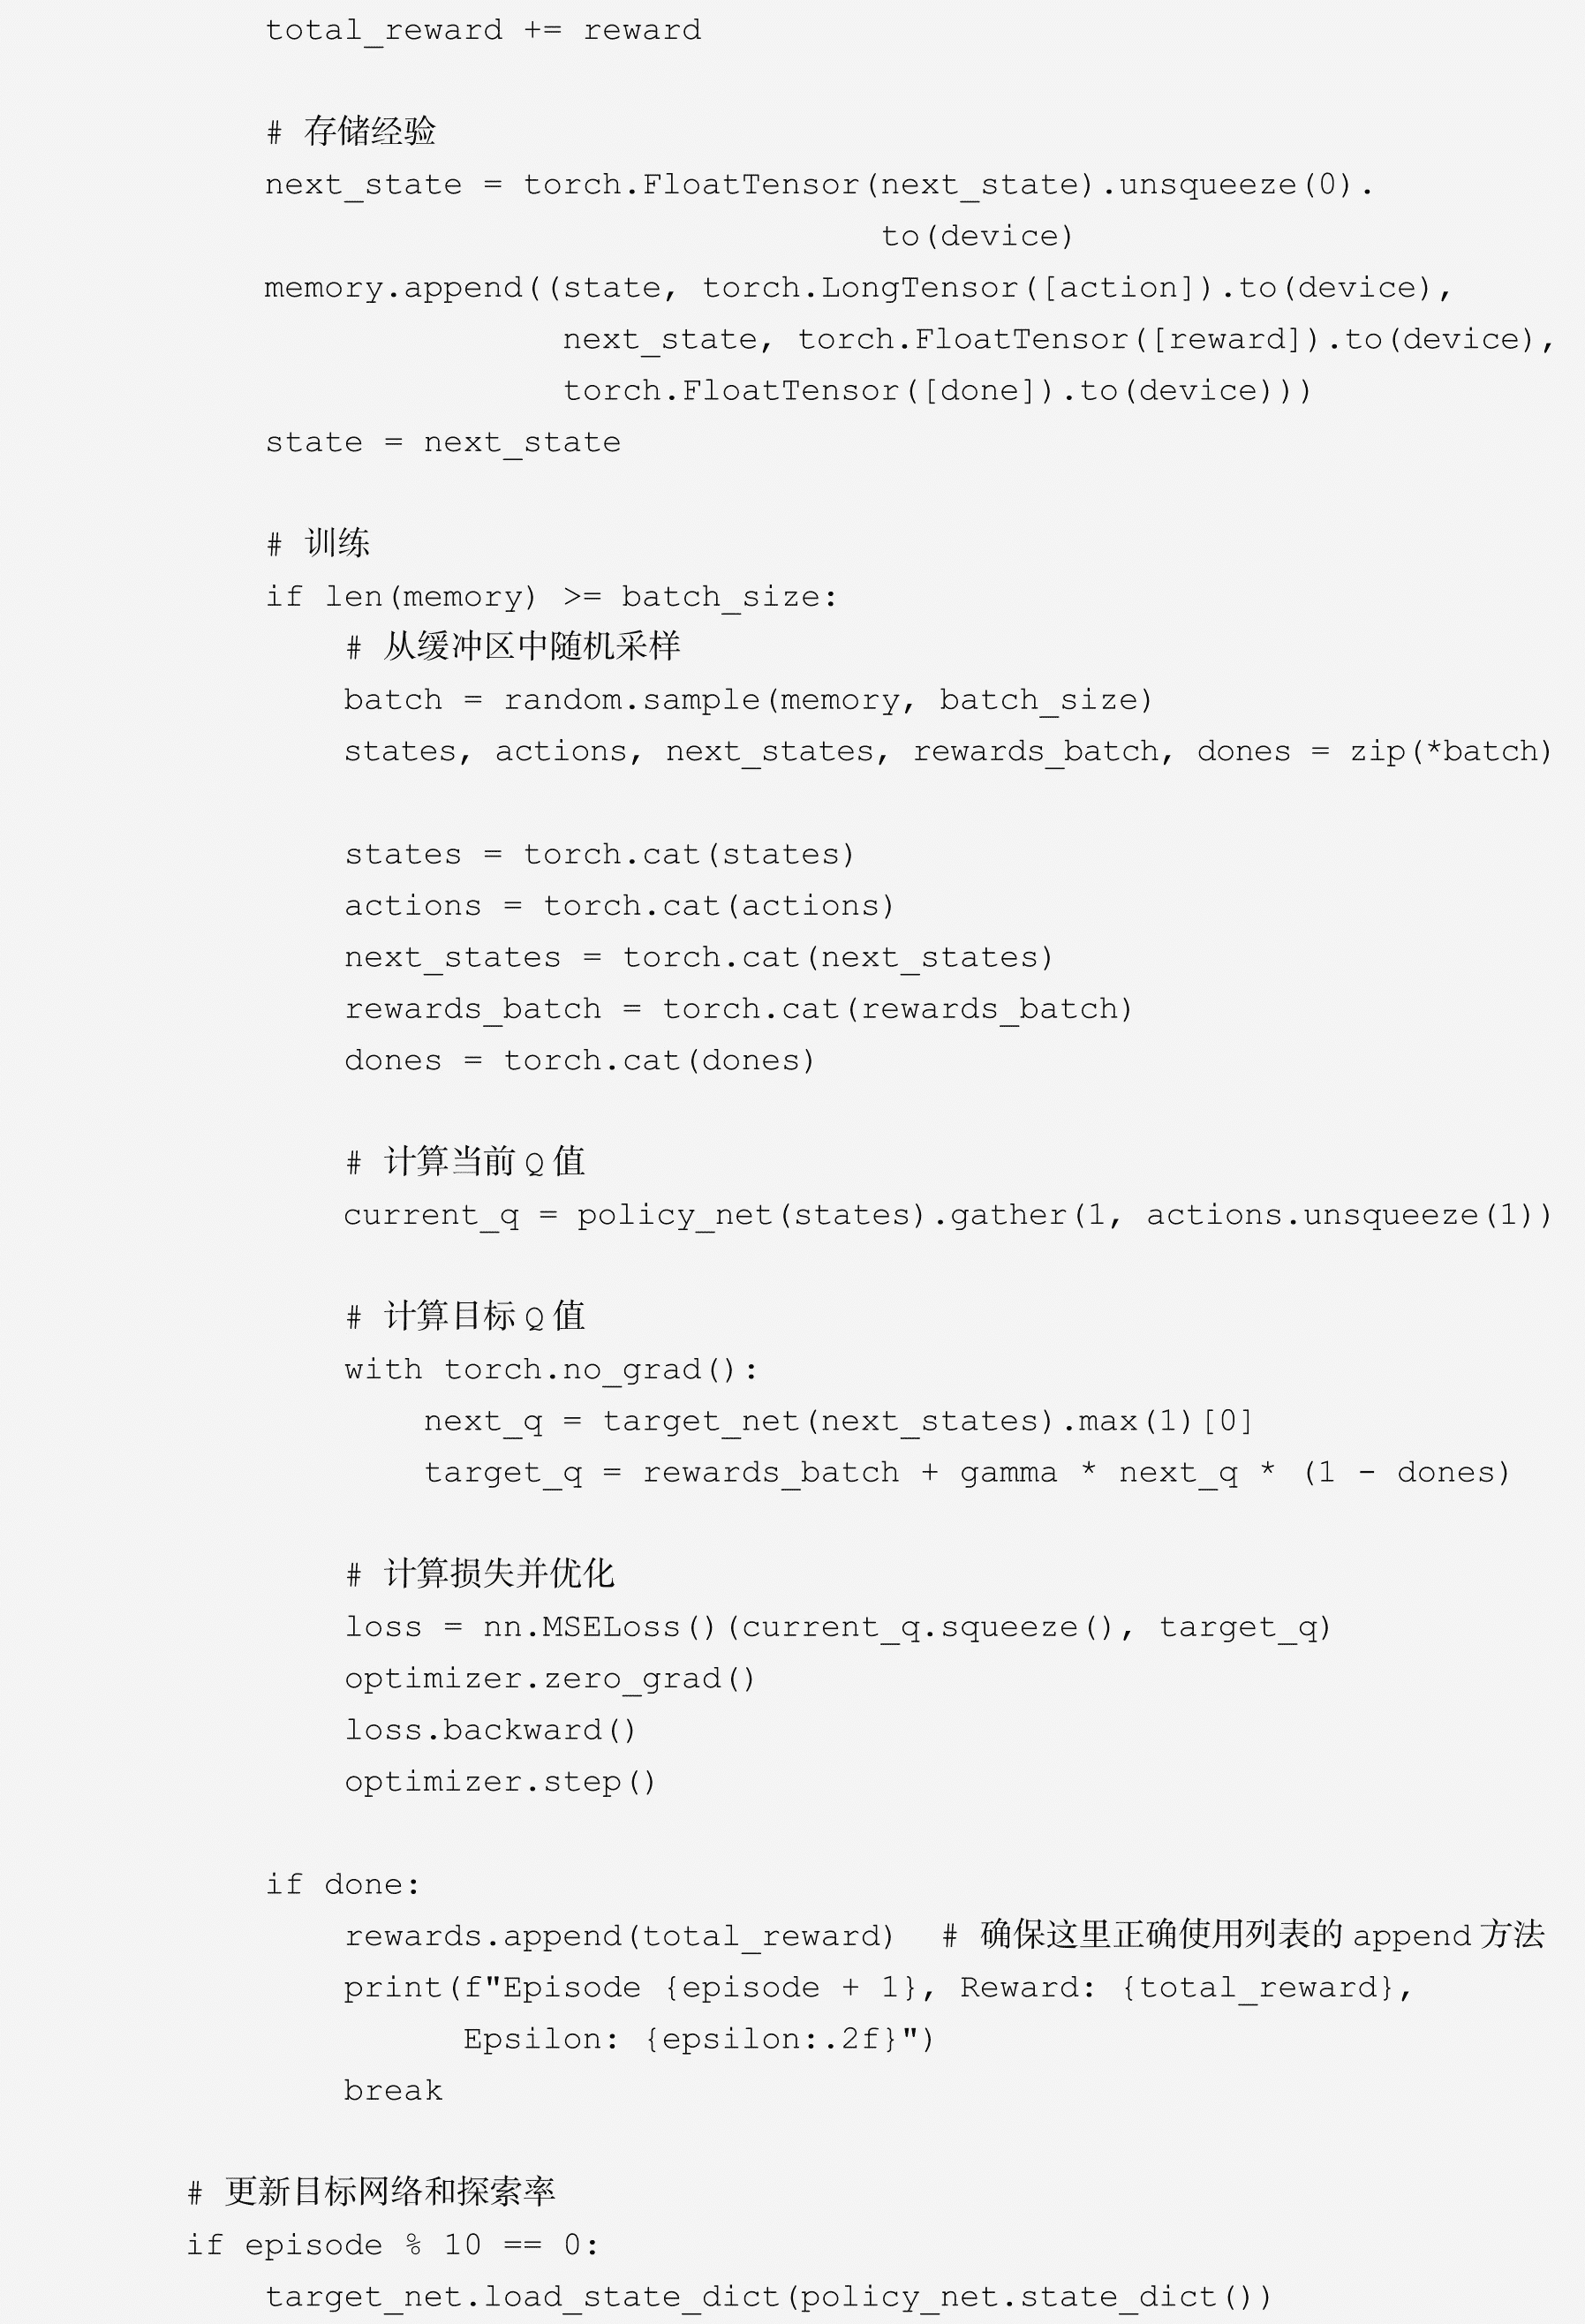 total_reward += reward
# 存储经验
next_state = torch.FloatTensor(next_state).unsqueeze(0).
to(device)
memory.append((state, torch.LongTensor([action]).to(device),
next_state, torch.FloatTensor([reward]).to(device),
torch.FloatTensor([done]).to(device)))
state = next_state
# 训练
if len(memory) >= batch_size:
# 从缓冲区中随机采样
batch = random.sample(memory, batch_size)
states, actions, next_states, rewards_batch, dones = zip(*batch)
states = torch.cat(states)
actions = torch.cat(actions)
next_states = torch.cat(next_states)
rewards_batch = torch.cat(rewards_batch)
dones = torch.cat(dones)
# 计算当前 Q 值
current_q = policy_net(states).gather(1, actions.unsqueeze(1))
# 计算目标 Q 值
with torch.no_grad():
next_q = target_net(next_states).max(1)[0]
target_q = rewards_batch + gamma * next_q * (1 - dones)
# 计算损失并优化
loss = nn.MSELoss()(current_q.squeeze(), target_q)
optimizer.zero_grad()
loss.backward()
optimizer.step()
if done:
rewards.append(total_reward)  # 确保这里正确使用列表的 append 方法
print(f"Episode {episode + 1}, Reward: {total_reward},
Epsilon: {epsilon:.2f}")
break
# 更新目标网络和探索率
if episode % 10 == 0:
target_net.load_state_dict(policy_net.state_dict())